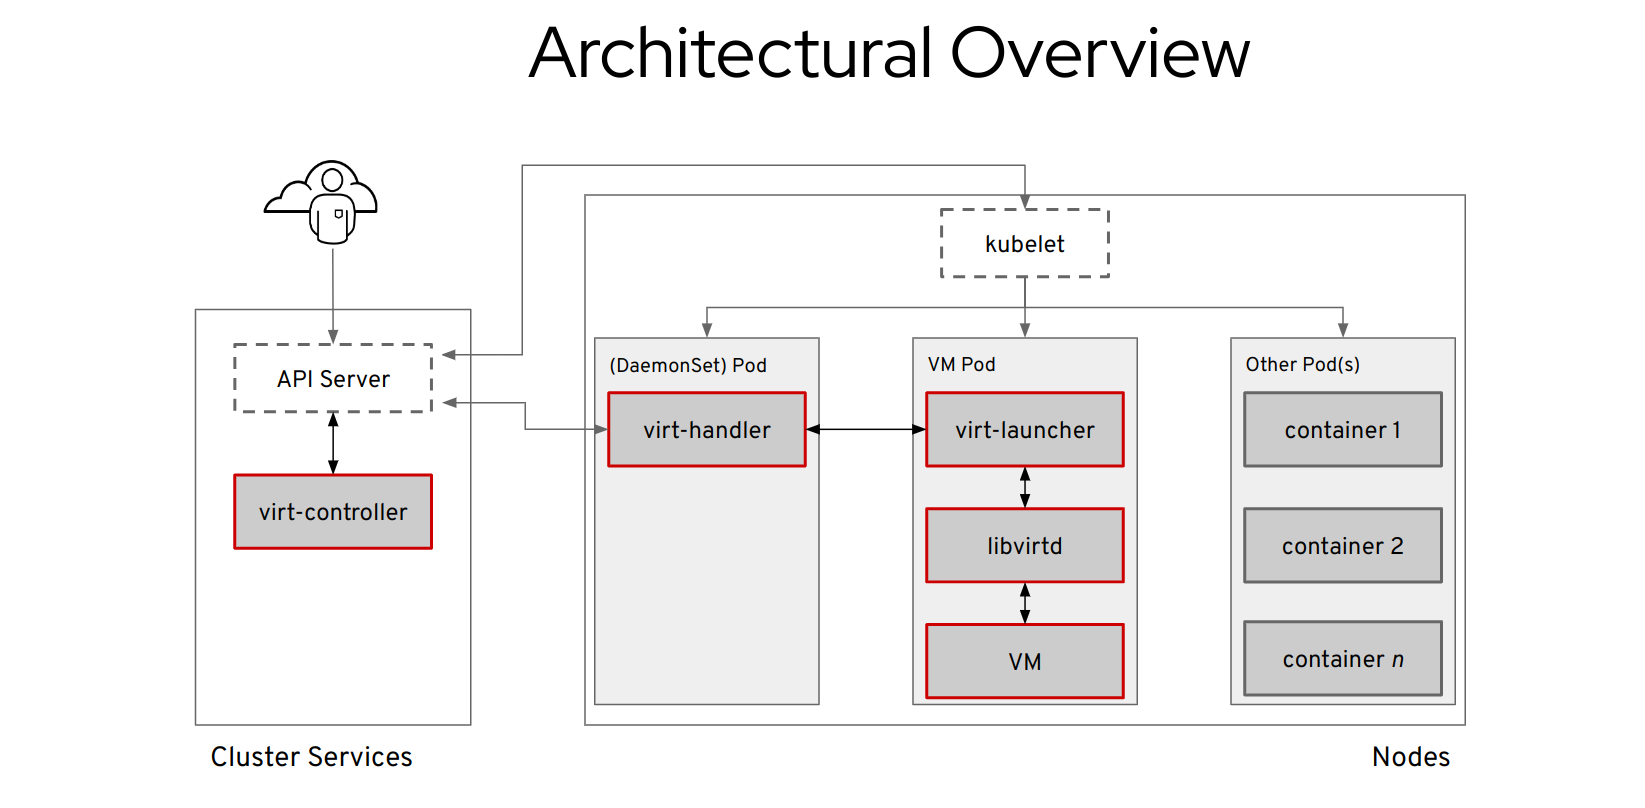 Architectural Overview
kubelet
API Server
virt-controller
Cluster Services
(DaemonSet) Pod
virt-handler
VM Pod
virt-launcher
libvirtd
VM
Other Pod(s)
container 1
container 2
container n
Nodes